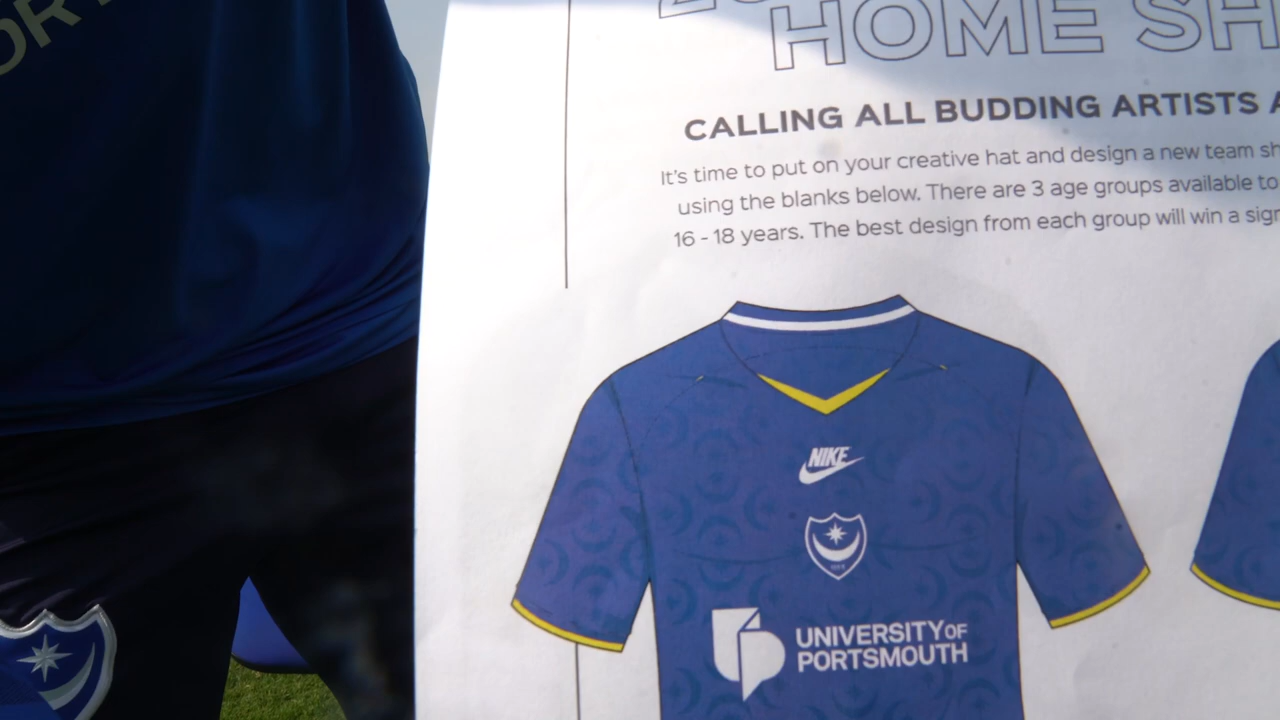 HOME SH
CALLING ALL BUDDING ARTISTS A
It's time to put on your creative hat and design a new team sh
using the blanks below. There are 3 age groups available to
16 - 18 years. The best design from each group will win a sign
NIKE
UNIVERSITY OF
PORTSMOUTH
ORT